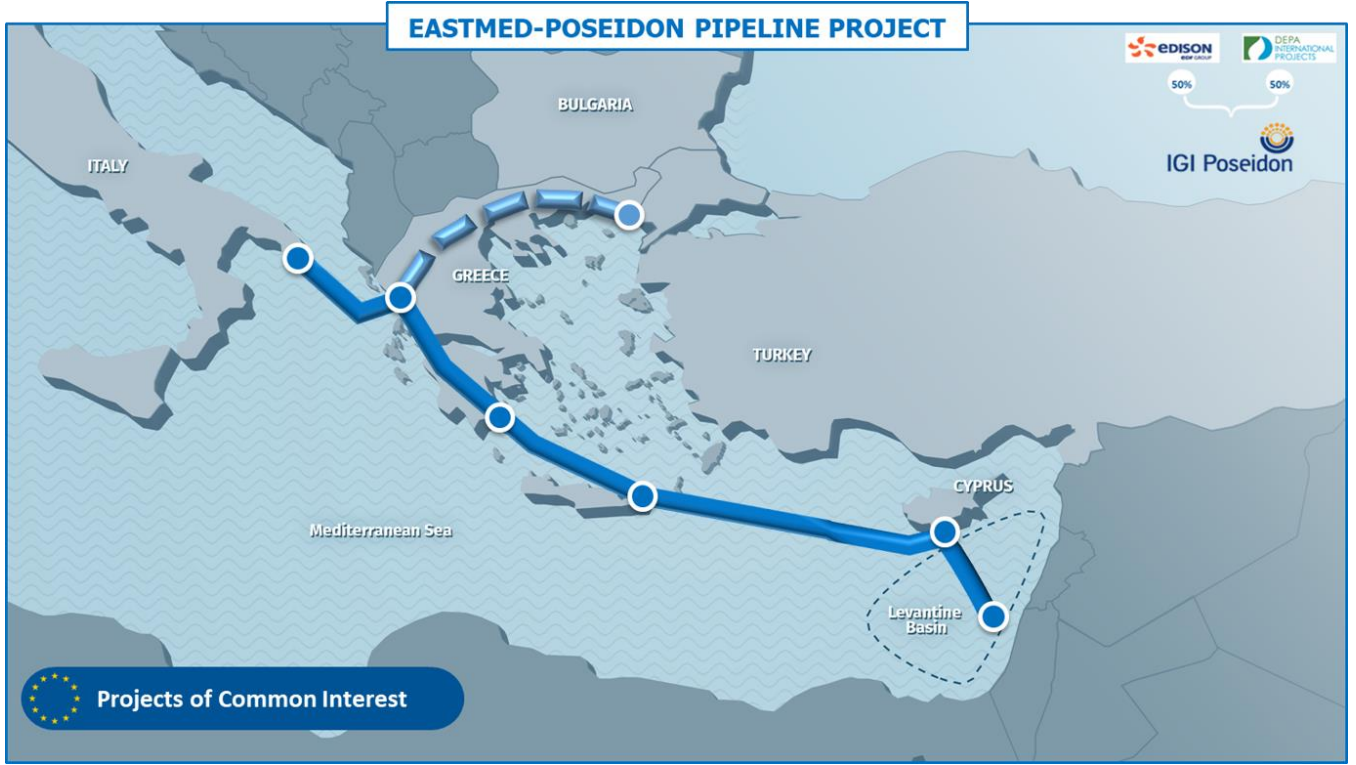 EASTMED-POSEIDON PIPELINE PROJECT
EDISON
EDF GROUP
DEPA
INTERNATIONAL
PROJECTS
50%
50%
IGI Poseidon
BULGARIA
ITALY
GREECE
TURKEY
CYPRUS
Mediterranean Sea
Levantine
Basin
Projects of Common Interest